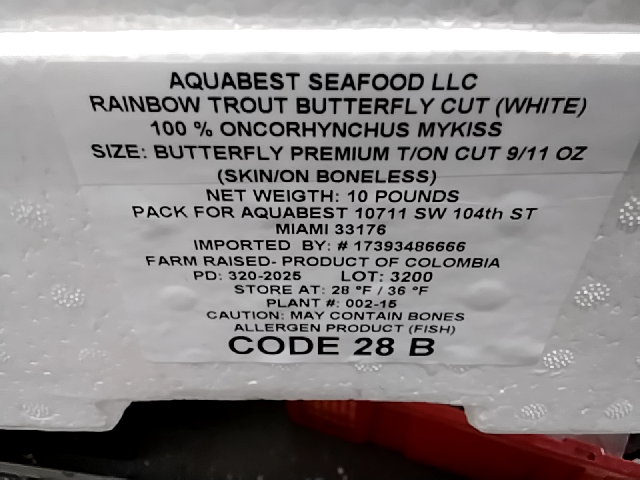 AQUABEST SEAFOOD LLC
RAINBOW TROUT BUTTERFLY CUT (WHITE)
100 % ONCORHYNCHUS MYKISS
SIZE: BUTTERFLY PREMIUM T/ON CUT 9/11 OZ
(SKIN/ON BONELESS)
NET WEIGTH: 10 POUNDS
PACK FOR AQUABEST 10711 SW 104th ST
MIAMI 33176
IMPORTED BY: # 17393486666
FARM RAISED- PRODUCT OF COLOMBIA
PD: 320-2025 LOT: 3200
STORE AT: 28 °F / 36 °F
PLANT #: 002-15
CAUTION: MAY CONTAIN BONES
ALLERGEN PRODUCT (FISH)
CODE 28 B